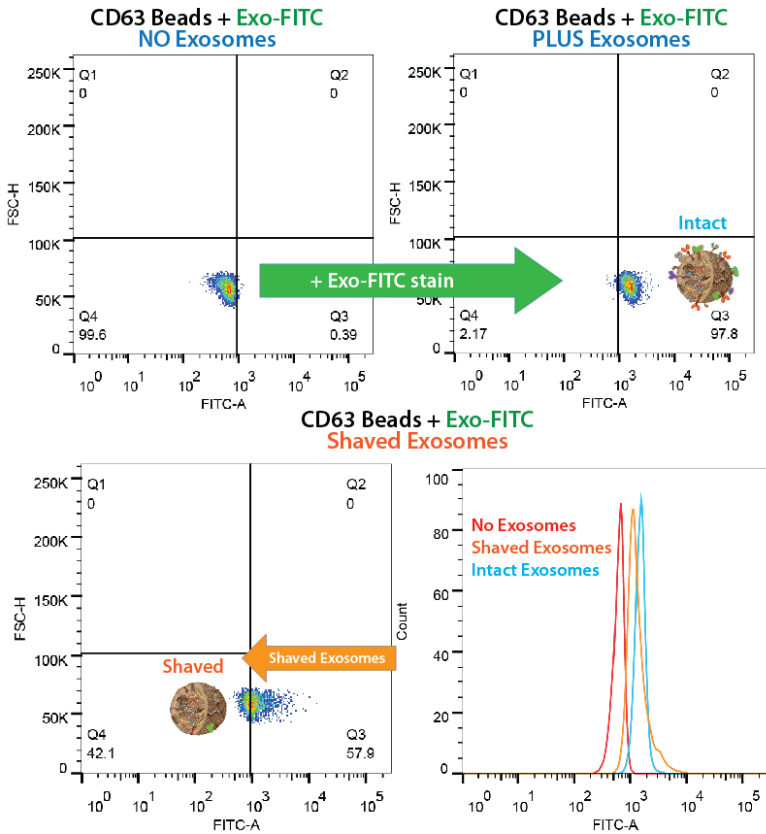 CD63 Beads + Exo-FITC
NO Exosomes
250K
200K
150K
100K
50K
0
FSC-H
Q1
0
Q2
0
Q4
99.6
Q3
0.39
10^0 10^1 10^2 10^3 10^4 10^5
FITC-A
CD63 Beads + Exo-FITC
PLUS Exosomes
250K
200K
150K
100K
50K
0
FSC-H
Q1
0
Q2
0
Intact
Q4
2.17
Q3
97.8
10^0 10^1 10^2 10^3 10^4 10^5
FITC-A
+ Exo-FITC stain
CD63 Beads + Exo-FITC
Shaved Exosomes
250K
200K
150K
100K
50K
0
FSC-H
Q1
0
Q2
0
Shaved Exosomes
Shaved
Q4
42.1
Q3
57.9
10^0 10^1 10^2 10^3 10^4 10^5
FITC-A
100
80
60
40
20
0
Count
No Exosomes
Shaved Exosomes
Intact Exosomes
10^0 10^1 10^2 10^3 10^4 10^5
FITC-A